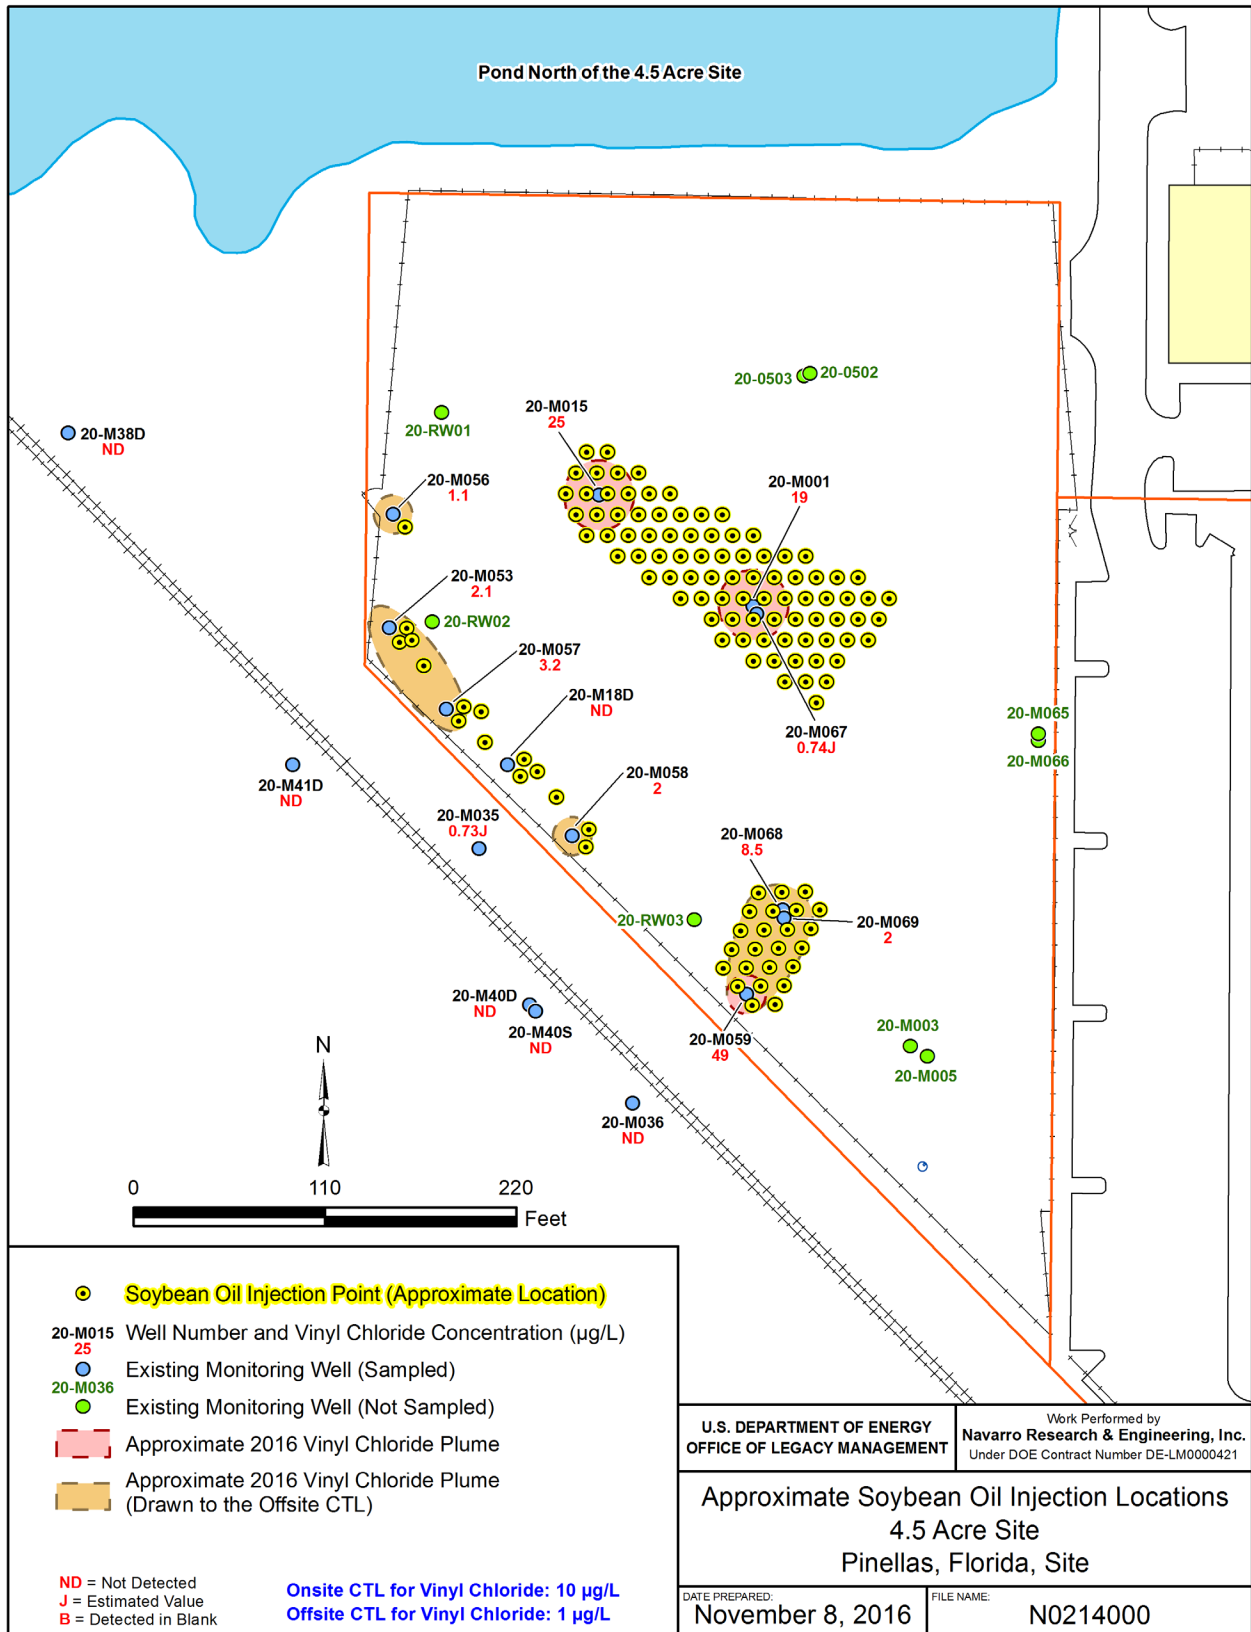 Pond North of the 4.5 Acre Site
20-0503
20-0502
20-M015
25
20-RW01
20-M38D
ND
20-M056
1.1
20-M001
19
20-M053
2.1
20-RW02
20-M057
3.2
20-M18D
ND
20-M067
0.74J
20-M065
20-M066
20-M41D
ND
20-M058
2
20-M035
0.73J
20-M068
8.5
20-RW03
20-M069
2
20-M40D
ND
20-M40S
ND
20-M059
49
20-M003
20-M005
20-M036
ND
N
0 110 220
Feet
Soybean Oil Injection Point (Approximate Location)
20-M015
25
Well Number and Vinyl Chloride Concentration (µg/L)
Existing Monitoring Well (Sampled)
20-M036
Existing Monitoring Well (Not Sampled)
Approximate 2016 Vinyl Chloride Plume
Approximate 2016 Vinyl Chloride Plume
(Drawn to the Offsite CTL)
ND = Not Detected
J = Estimated Value
B = Detected in Blank
Onsite CTL for Vinyl Chloride: 10 µg/L
Offsite CTL for Vinyl Chloride: 1 µg/L
U.S. DEPARTMENT OF ENERGY
OFFICE OF LEGACY MANAGEMENT
Work Performed by
Navarro Research & Engineering, Inc.
Under DOE Contract Number DE-LM0000421
Approximate Soybean Oil Injection Locations
4.5 Acre Site
Pinellas, Florida, Site
DATE PREPARED:
November 8, 2016
FILE NAME:
N0214000